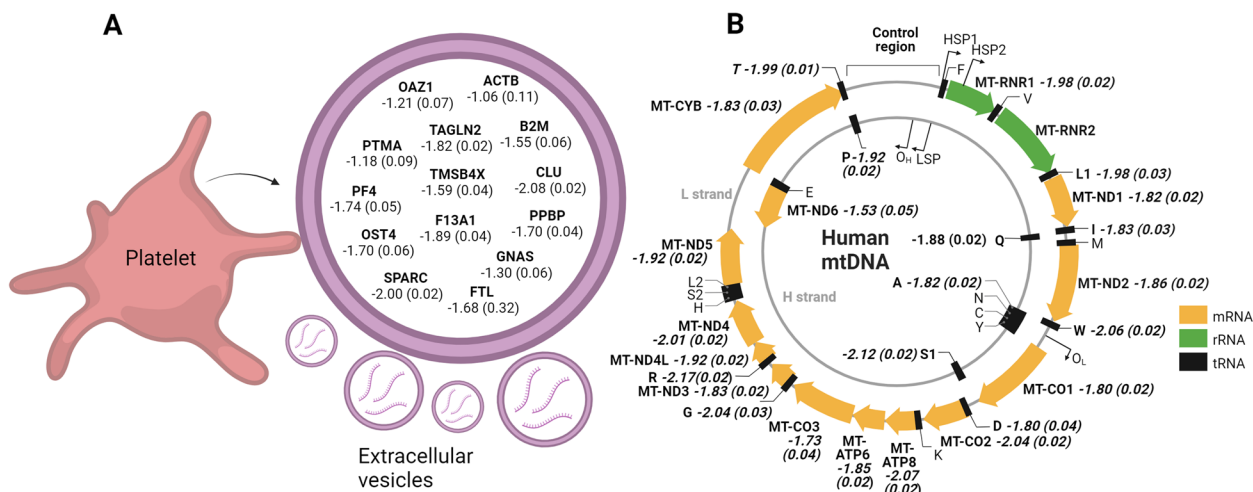 A
OAZ1
-1.21 (0.07)
ACTB
-1.06 (0.11)
PTMA
-1.18 (0.09)
TAGLN2
-1.82 (0.02)
B2M
-1.55 (0.06)
TMSB4X
-1.59 (0.04)
CLU
-2.08 (0.02)
PF4
-1.74 (0.05)
F13A1
-1.89 (0.04)
PPBP
-1.70 (0.04)
OST4
-1.70 (0.06)
GNAS
-1.30 (0.06)
SPARC
-2.00 (0.02)
FTL
-1.68 (0.32)
Platelet
Extracellular
vesicles
B
Control
region
HSP1
HSP2
F
MT-RNR1 -1.98 (0.02)
V
MT-RNR2
L1 -1.98 (0.03)
MT-ND1 -1.82 (0.02)
I -1.83 (0.03)
M
MT-ND2 -1.86 (0.02)
W -2.06 (0.02)
OL
MT-CO1 -1.80 (0.02)
D -1.80 (0.04)
MT-CO2 -2.04 (0.02)
K
MT-
ATP8
-2.07
(0.02)
MT-
ATP6
-1.85
(0.02)
MT-CO3
-1.73
(0.04)
G -2.04 (0.03)
MT-ND3 -1.83 (0.02)
R -2.17(0.02)
MT-ND4L -1.92 (0.02)
MT-ND4
-2.01 (0.02)
H
S2
L2
MT-ND5
-1.92 (0.02)
L strand
MT-CYB -1.83 (0.03)
T -1.99 (0.01)
P-1.92
(0.02)
OH
LSP
E
MT-ND6 -1.53 (0.05)
Human
mtDNA
-1.88 (0.02) Q
A -1.82 (0.02)
N
C
Y
H strand
-2.12 (0.02) S1
mRNA
rRNA
tRNA